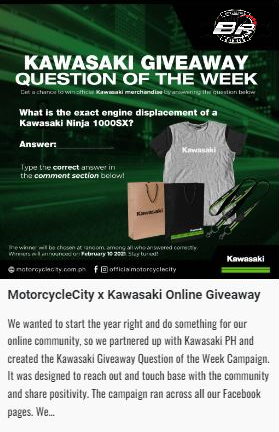 BR
KAWASAKI GIVEAWAY
QUESTION OF THE WEEK
Get a chance to win official Kawasaki merchandise by answering the question below
What is the exact engine displacement of a
Kawasaki Ninja 1000SX?
Answer:
Type the correct answer in
the comment section below!
Kawasaki
The winner will be chosen at random, among all who answered correctly.
Winners will announced on February 10 2021. Stay tuned!
Kawasaki
motorcyclecity.com.ph
officialmotorcyclecity
MotorcycleCity x Kawasaki Online Giveaway
We wanted to start the year right and do something for our
online community, so we partnered up with Kawasaki PH and
created the Kawasaki Giveaway Question of the Week Campaign.
It was designed to reach out and touch base with the community
and share positivity. The campaign ran across all our Facebook
pages. We...